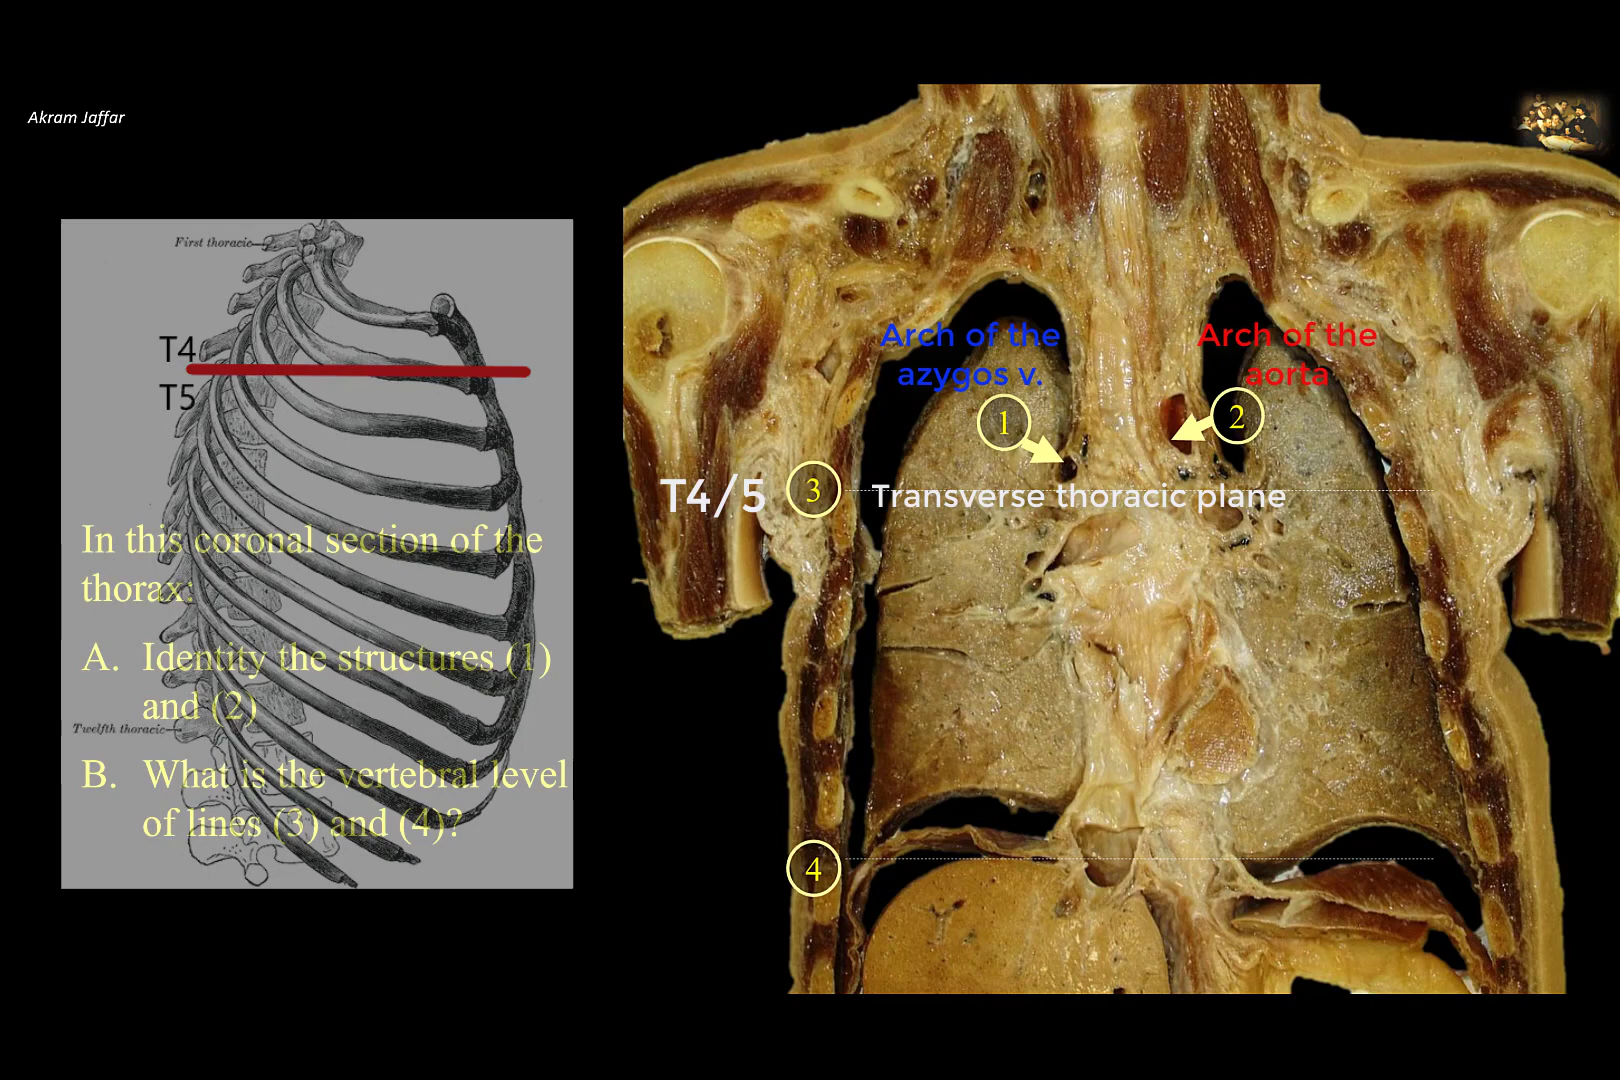 Akram Jaffar
First thoracic
T4
T5
Twelfth thoracic
In this coronal section of the
thorax:
A. Identity the structures (1)
and (2)
B. What is the vertebral level
of lines (3) and (4)?
Arch of the
azygos v.
Arch of the
aorta
1
2
T4/5
3
Transverse thoracic plane
4